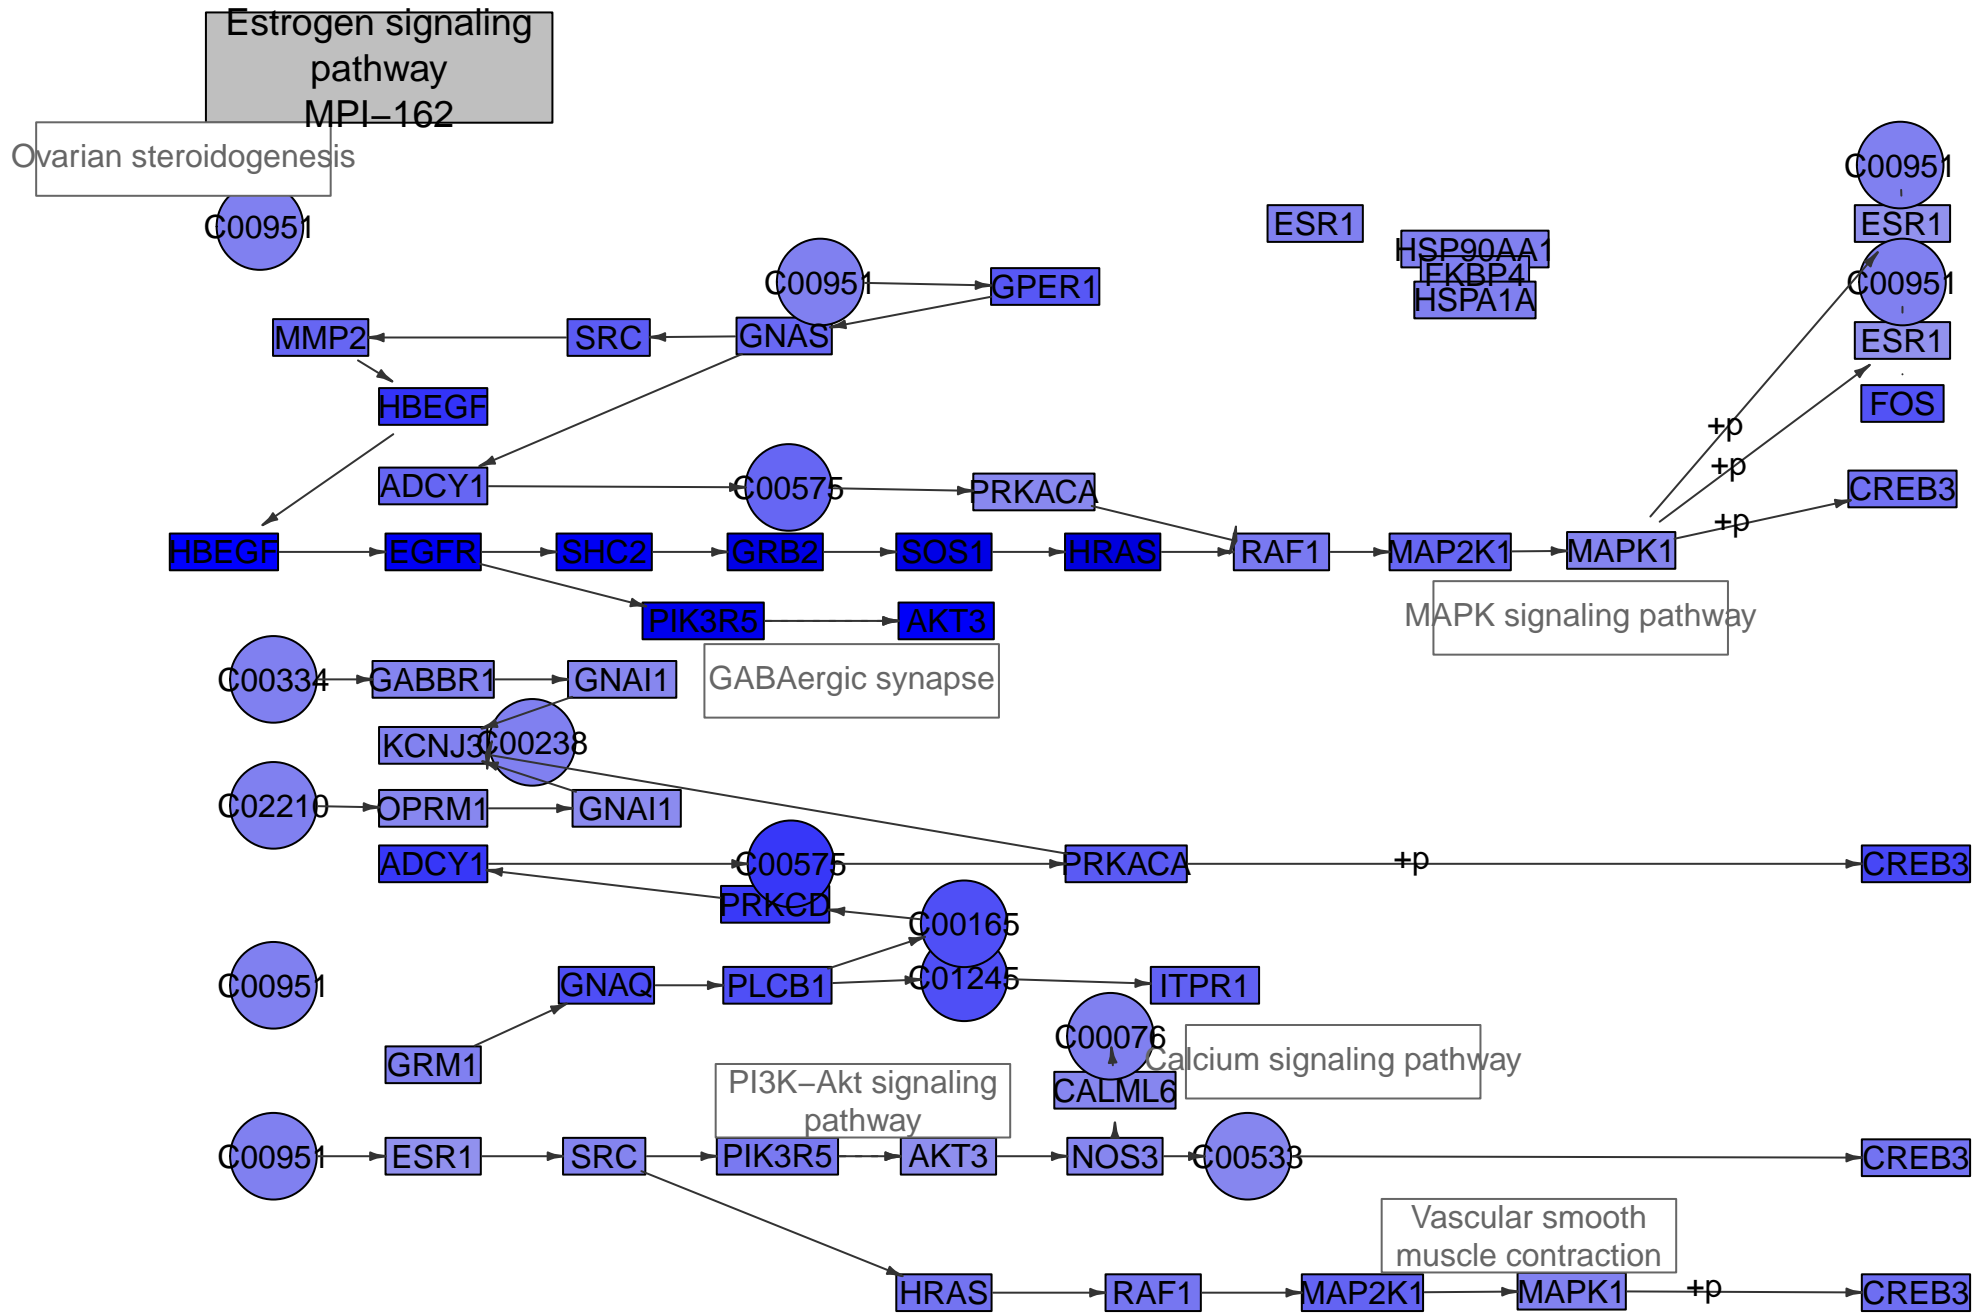 Estrogen signaling
pathway
MPI−162
Ovarian steroidogenesis
C00951
C00951
ESR1
ESR1
C00951
HSP90AA1
FKBP4
HSPA1A
C00951
GPER1
C00951
MMP2
SRC
GNAS
ESR1
HBEGF
FOS
+p
+p
ADCY1
C00575
PRKACA
CREB3
+p
HBEGF
EGFR
SHC2
GRB2
SOS1
HRAS
RAF1
MAP2K1
MAPK1
PIK3R5
AKT3
MAPK signaling pathway
C00334
GABBR1
GNAI1
GABAergic synapse
KCNJ3
C00238
C02210
OPRM1
GNAI1
ADCY1
C00575
PRKACA
+p
CREB3
PRKCD
C00165
C00951
GNAQ
PLCB1
C01245
ITPR1
C00076
Calcium signaling pathway
GRM1
CALML6
PI3K−Akt signaling
pathway
C00951
ESR1
SRC
PIK3R5
AKT3
NOS3
C00533
CREB3
Vascular smooth
muscle contraction
HRAS
RAF1
MAP2K1
MAPK1
+p
CREB3